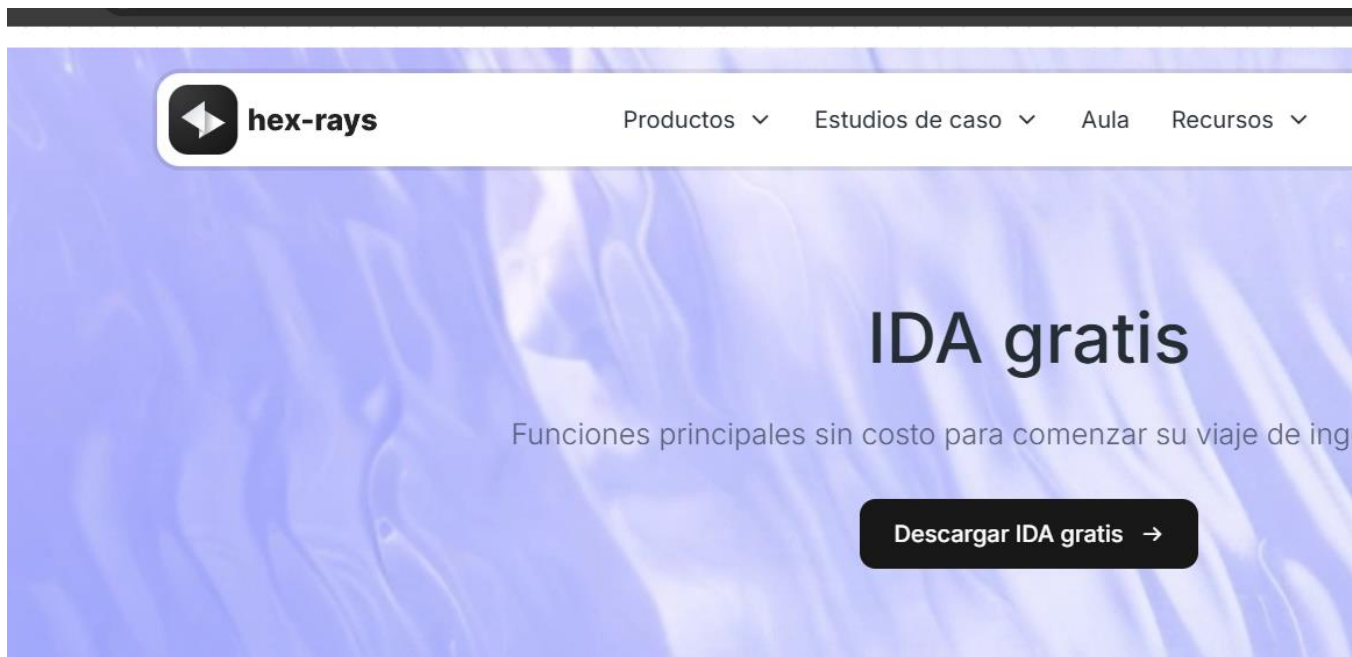 hex-rays
Productos Estudios de caso Aula Recursos
IDA gratis
Funciones principales sin costo para comenzar su viaje de ing
Descargar IDA gratis →